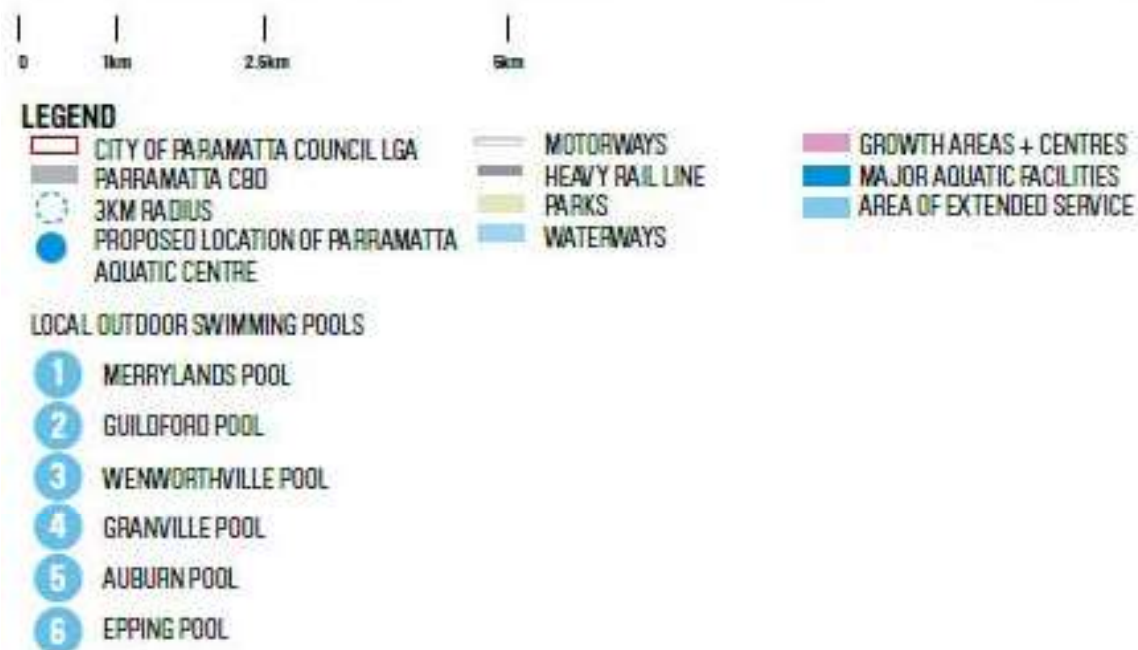 0 1km 2.5km 5km
LEGEND
CITY OF PARAMATTA COUNCIL LGA
PARRAMATTA CBD
3KM RADIUS
PROPOSED LOCATION OF PARRAMATTA
AQUATIC CENTRE
MOTORWAYS
HEAVY RAIL LINE
PARKS
WATERWAYS
GROWTH AREAS + CENTRES
MAJOR AQUATIC FACILITIES
AREA OF EXTENDED SERVICE
LOCAL OUTDOOR SWIMMING POOLS
1 MERRYLANDS POOL
2 GUILDFORD POOL
3 WENWORTHVILLE POOL
4 GRANVILLE POOL
5 AUBURN POOL
6 EPPING POOL